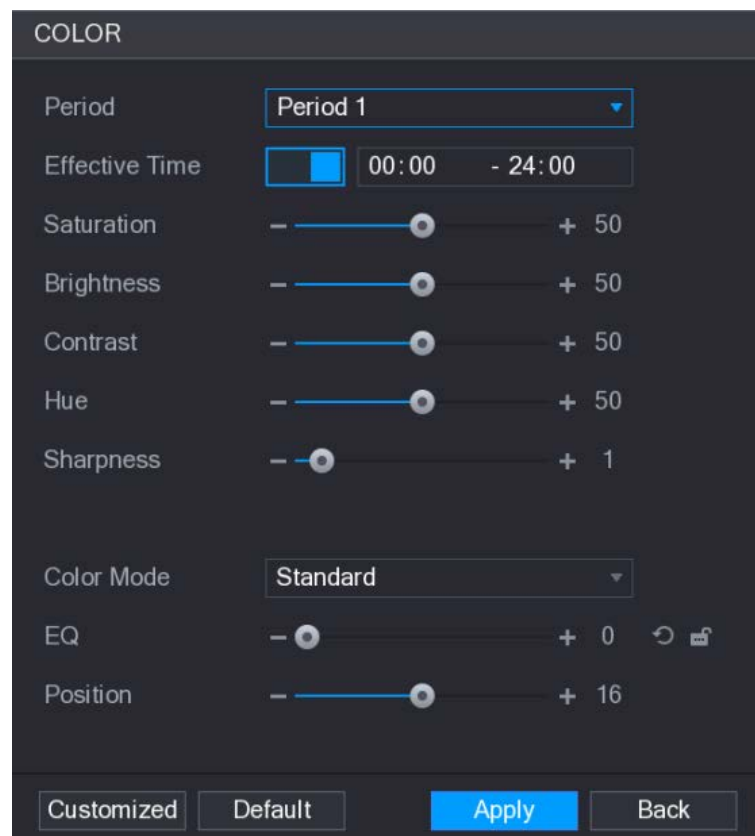 COLOR
Period Period 1
Effective Time 00:00 - 24:00
Saturation 50
Brightness 50
Contrast 50
Hue 50
Sharpness 1
Color Mode Standard
EQ 0
Position 16
Customized Default Apply Back